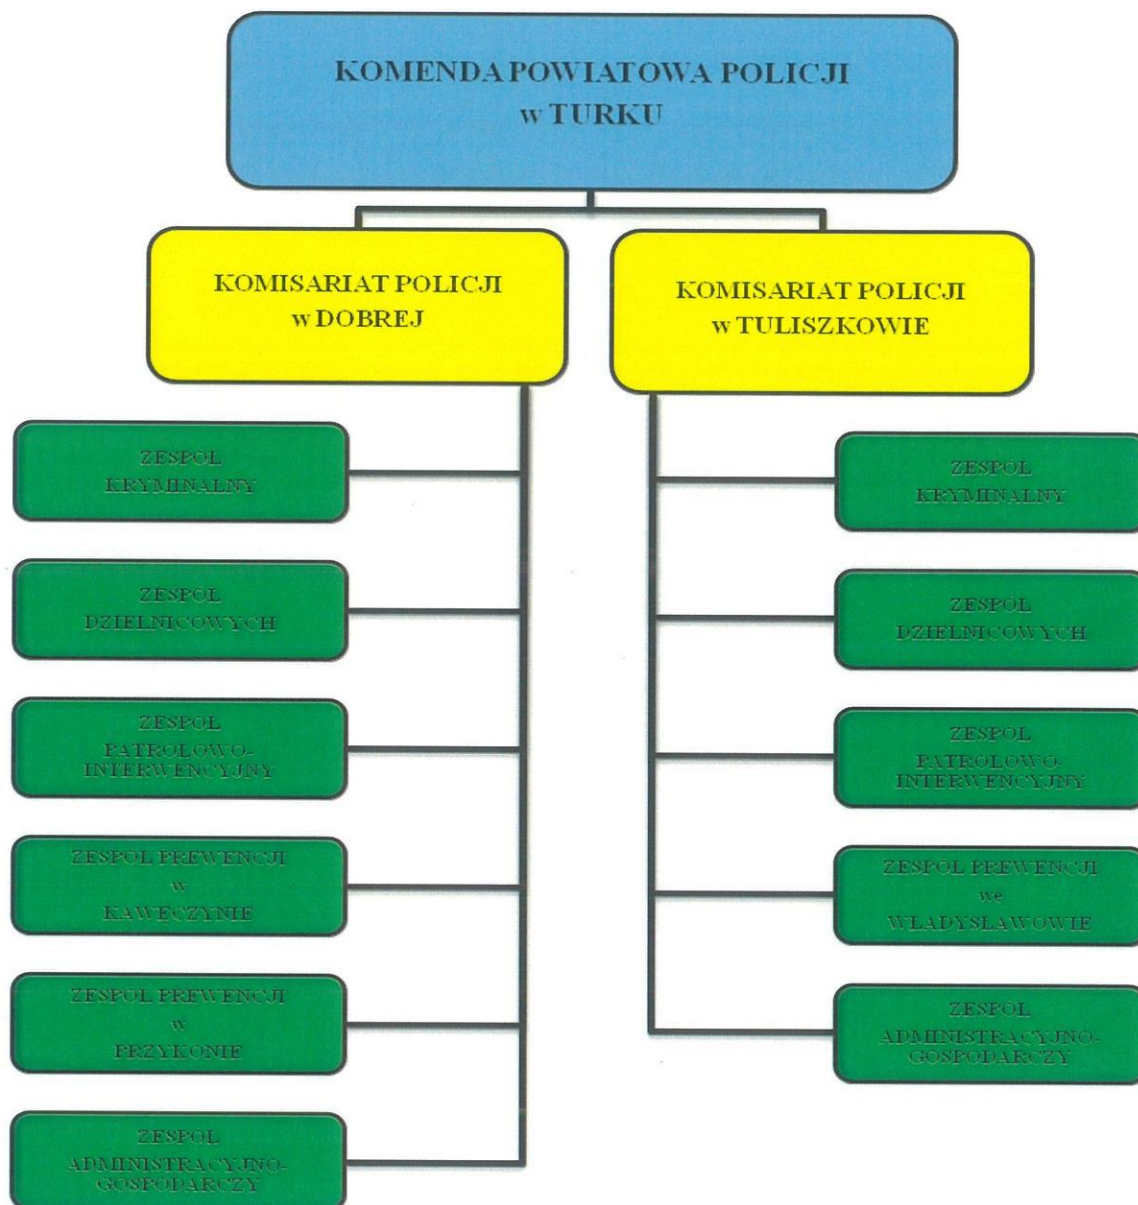 KOMENDA POWIATOWA POLICJI
w TURKU
KOMISARIAT POLICJI
w DOBREJ
KOMISARIAT POLICJI
w TULISZKOWIE
ZESPÓŁ
KRYMINALNY
ZESPÓŁ
DZIELNICOWYCH
ZESPÓŁ
PATROLOWO-
INTERWENCYJNY
ZESPÓŁ PREWENCJI
w
KAWĘCZYNIE
ZESPÓŁ PREWENCJI
w
PRZYKONIE
ZESPÓŁ
ADMINISTRACYJNO-
GOSPODARCZY
ZESPÓŁ
KRYMINALNY
ZESPÓŁ
DZIELNICOWYCH
ZESPÓŁ
PATROLOWO-
INTERWENCYJNY
ZESPÓŁ PREWENCJI
we
WŁADYSŁAWOWIE
ZESPÓŁ
ADMINISTRACYJNO-
GOSPODARCZY